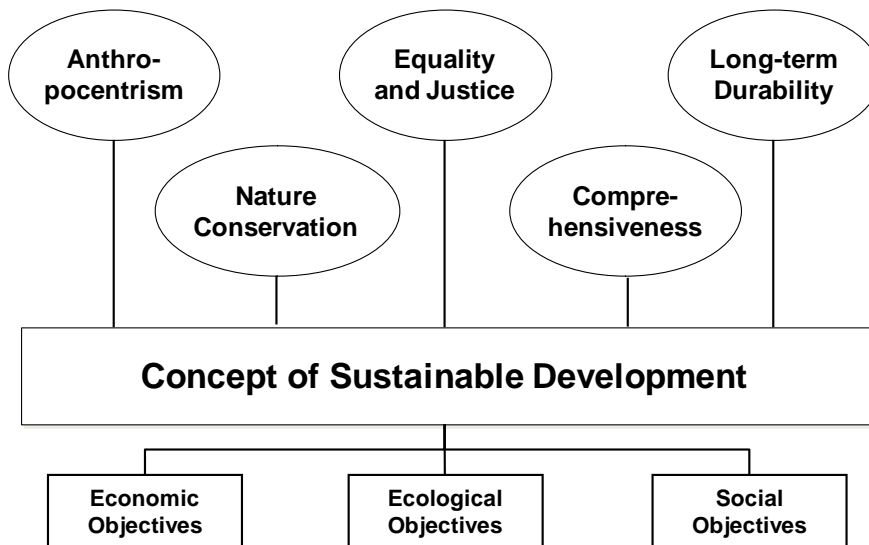 Anthro-
pocentrism
Equality
and Justice
Long-term
Durability
Nature
Conservation
Compre-
hensiveness
Concept of Sustainable Development
Economic
Objectives
Ecological
Objectives
Social
Objectives